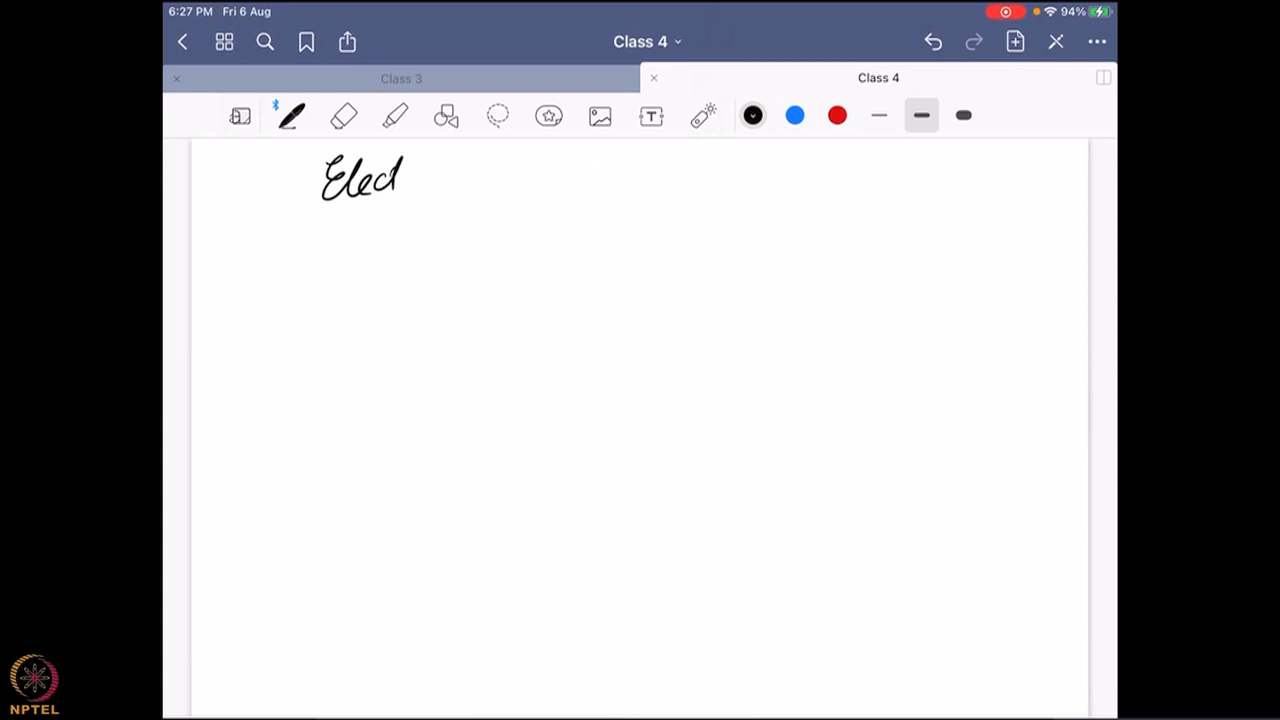 6:27 PM Fri 6 Aug 94%
Class 4
Class 3 Class 4
T
Elect
NPTEL